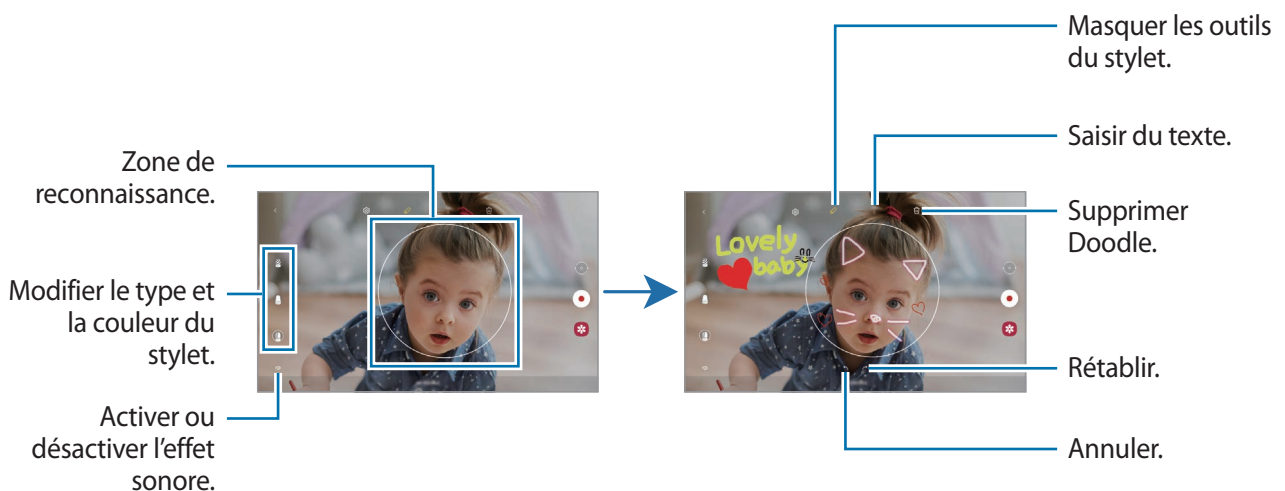 Masquer les outils
du stylet.
Saisir du texte.
Zone de
reconnaissance.
Supprimer
Doodle.
Lovely
baby
Modifier le type et
la couleur du
stylet.
Rétablir.
Activer ou
désactiver l'effet
sonore.
Annuler.